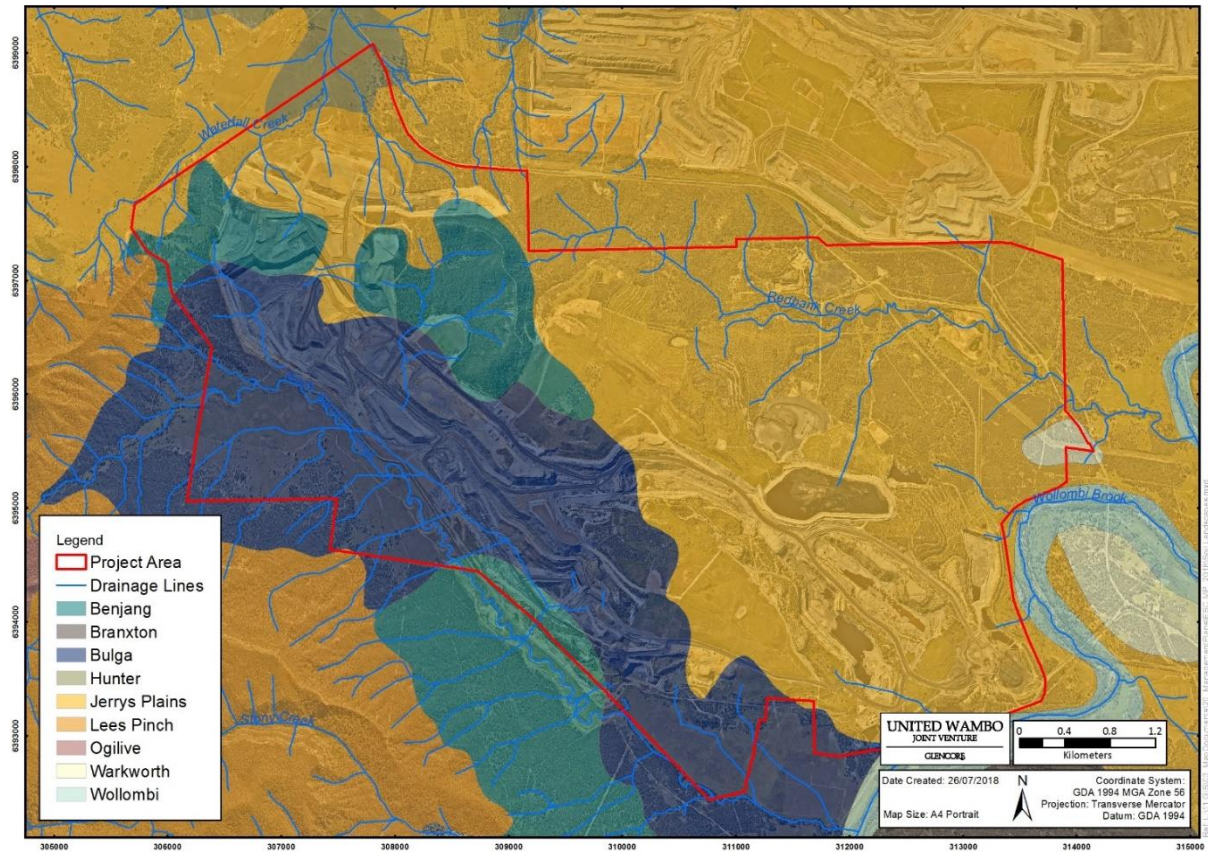 Waterfall Creek
Redbank Creek
Wollombi Brook
Stony Creek
Legend
Project Area
Drainage Lines
Benjang
Branxton
Bulga
Hunter
Jerrys Plains
Lees Pinch
Ogilive
Warkworth
Wollombi
UNITED WAMBO
JOINT VENTURE
GLENCORE
0 0.4 0.8 1.2
Kilometers
Date Created: 26/07/2018
Map Size: A4 Portrait
N
Coordinate System:
GDA 1994 MGA Zone 56
Projection: Transverse Mercator
Datum: GDA 1994
6399000
6398000
6397000
6396000
6395000
6394000
6393000
305000 306000 307000 308000 309000 310000 311000 312000 313000 314000 315000